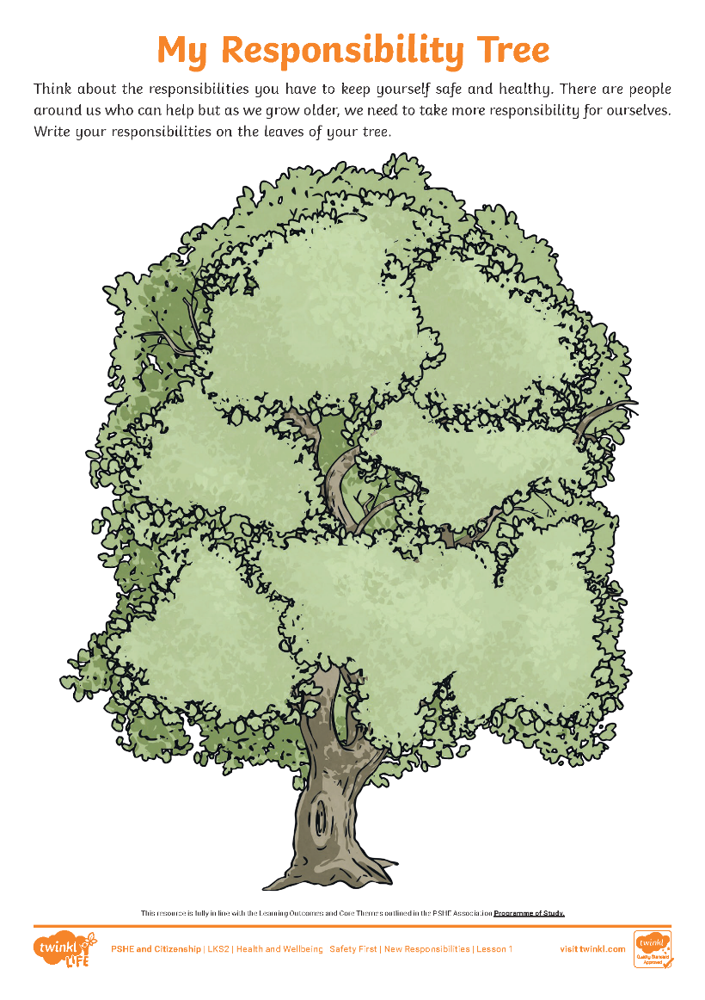 My Responsibility Tree
Think about the responsibilities you have to keep yourself safe and healthy. There are people
around us who can help but as we grow older, we need to take more responsibility for ourselves.
Write your responsibilities on the leaves of your tree.
This resource is fully in line with the Learning Outcomes and Core Themes outlined in the PSHE Association Programme of Study.
twinkl
LIFE
PSHE and Citizenship | LKS2 | Health and Wellbeing Safety First | New Responsibilities | Lesson 1
visit twinkl.com
twinkl
Quality Standard
Approved